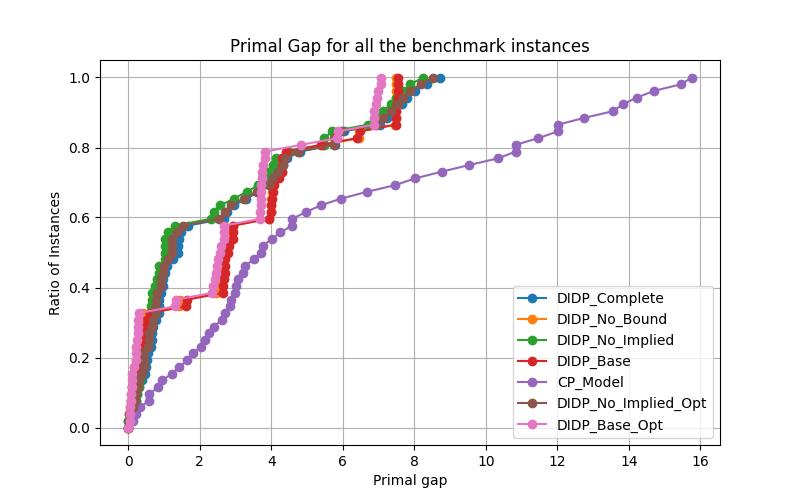 Primal Gap for all the benchmark instances
1.0
0.8
0.6
0.4
0.2
0.0
Ratio of Instances
0 2 4 6 8 10 12 14 16
Primal gap
DIDP_Complete
DIDP_No_Bound
DIDP_No_Implied
DIDP_Base
CP_Model
DIDP_No_Implied_Opt
DIDP_Base_Opt